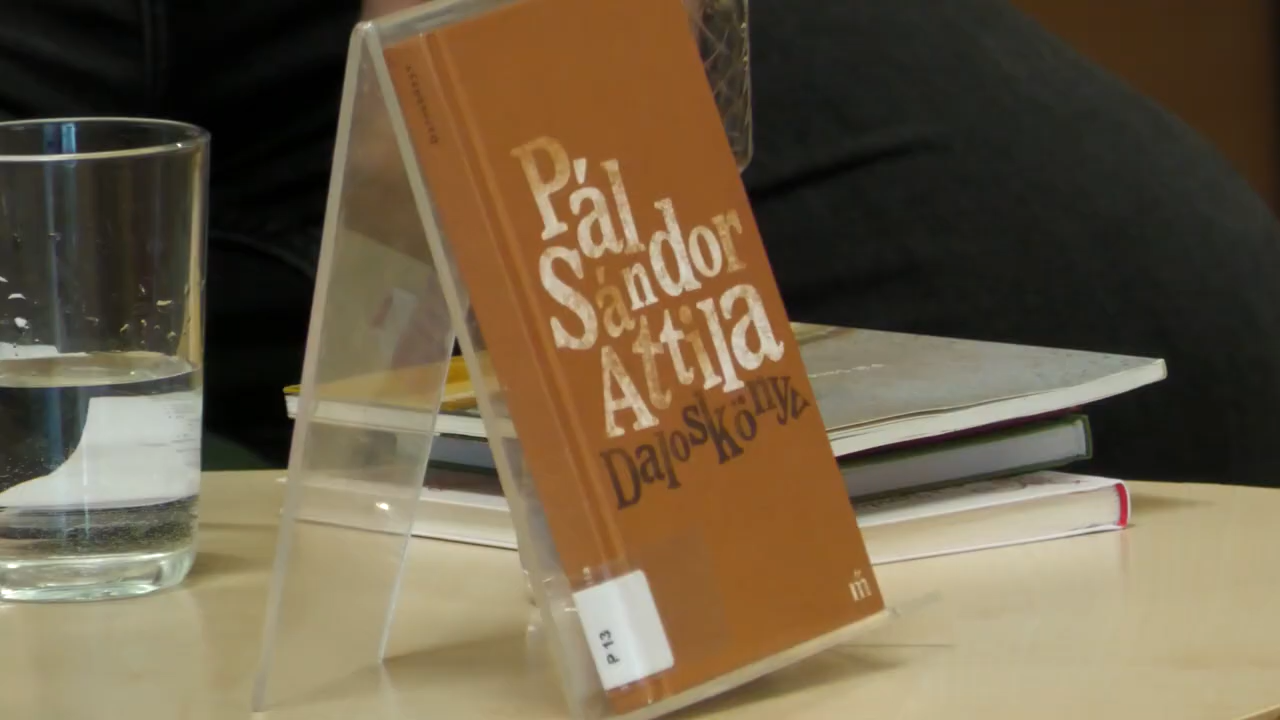 Pál
Sándor
Attila
Daloskönyv
m̋
P 13